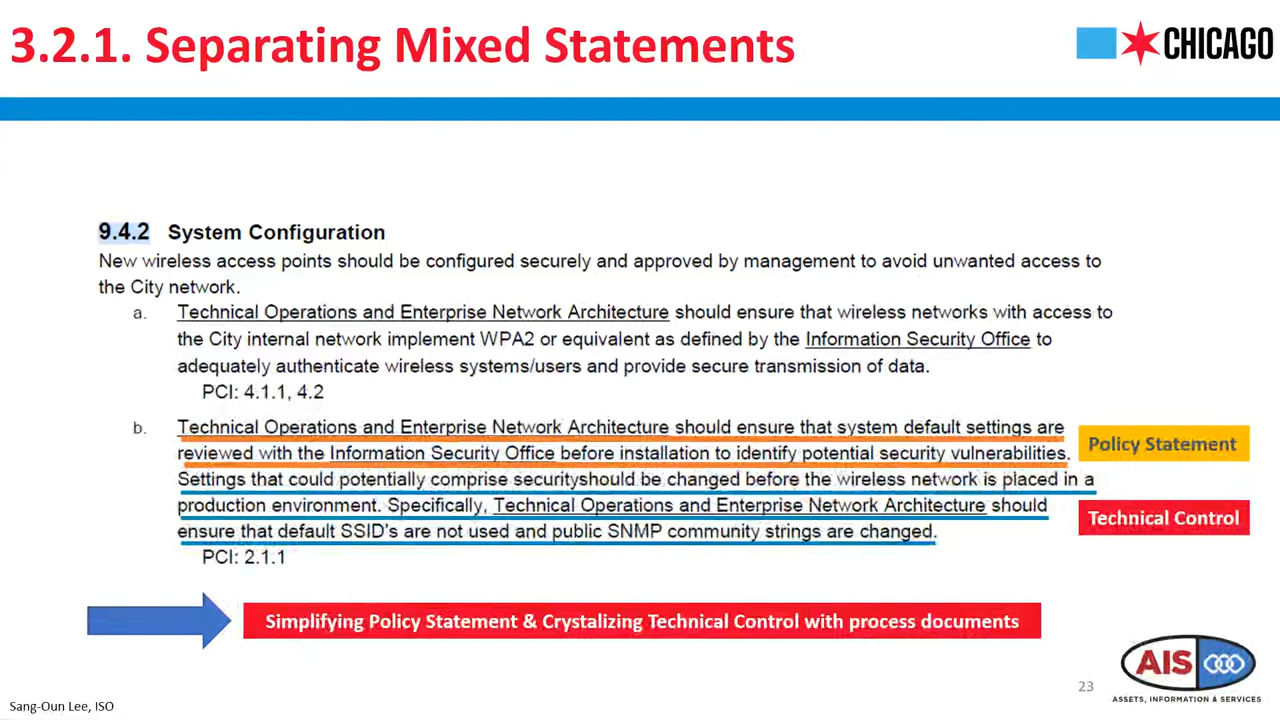 3.2.1. Separating Mixed Statements
CHICAGO
9.4.2 System Configuration
New wireless access points should be configured securely and approved by management to avoid unwanted access to
the City network.
a. Technical Operations and Enterprise Network Architecture should ensure that wireless networks with access to
the City internal network implement WPA2 or equivalent as defined by the Information Security Office to
adequately authenticate wireless systems/users and provide secure transmission of data.
PCI: 4.1.1, 4.2
b. Technical Operations and Enterprise Network Architecture should ensure that system default settings are
reviewed with the Information Security Office before installation to identify potential security vulnerabilities.
Policy Statement
Settings that could potentially comprise securityshould be changed before the wireless network is placed in a
production environment. Specifically, Technical Operations and Enterprise Network Architecture should
Technical Control
ensure that default SSID's are not used and public SNMP community strings are changed.
PCI: 2.1.1
Simplifying Policy Statement & Crystalizing Technical Control with process documents
AIS
ASSETS, INFORMATION & SERVICES
23
Sang-Oun Lee, ISO